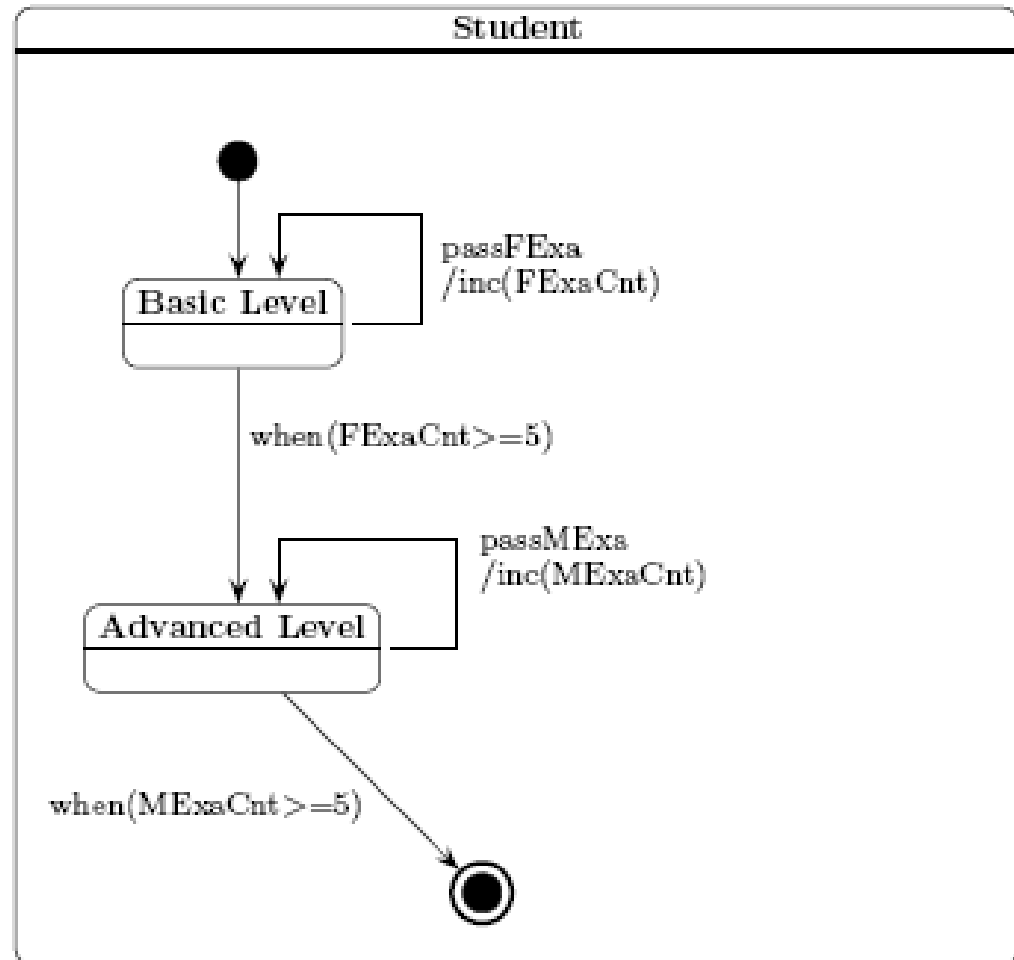 Student
passFExa
/inc(FExaCnt)
Basic Level
when(FExaCnt>=5)
passMExa
/inc(MExaCnt)
Advanced Level
when(MExaCnt>=5)